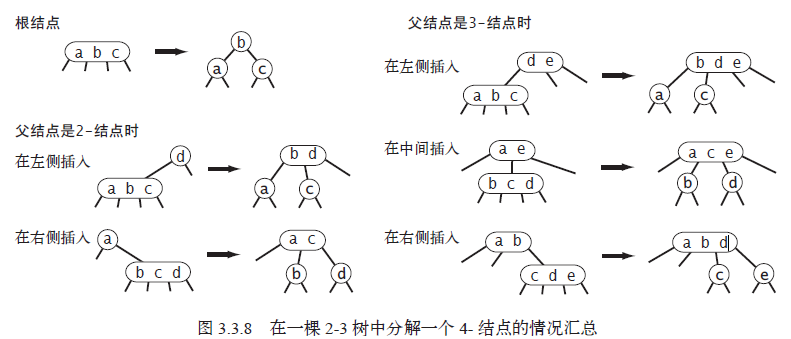 根结点
a b c
b
a c
父结点是2-结点时
在左侧插入
d
a b c
b d
a c
在右侧插入
a
b c d
a c
b d
父结点是3-结点时
在左侧插入
d e
a b c
b d e
a c
在中间插入
a e
b c d
a c e
b d
在右侧插入
a b
c d e
a b d
c e
图 3.3.8 在一棵 2-3 树中分解一个 4- 结点的情况汇总